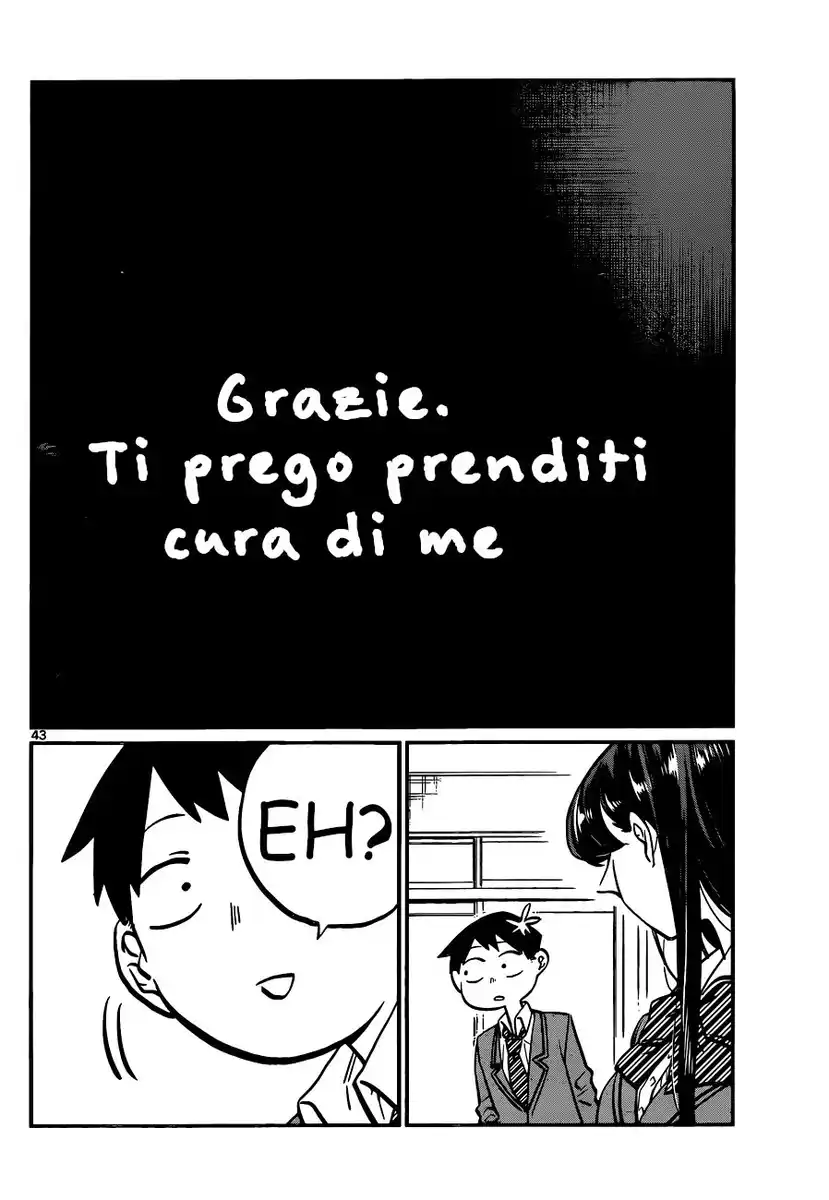 Grazie.
Ti prego prenditi
cura di me
43
EH?